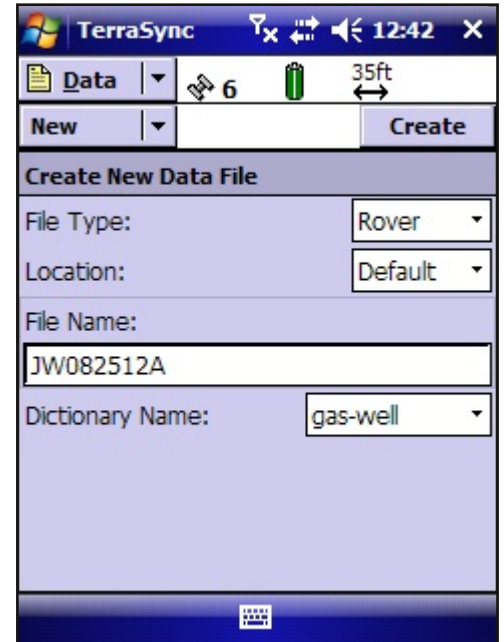 TerraSync 12:42
Data 6 35ft
New Create
Create New Data File
File Type: Rover
Location: Default
File Name:
JW082512A
Dictionary Name: gas-well